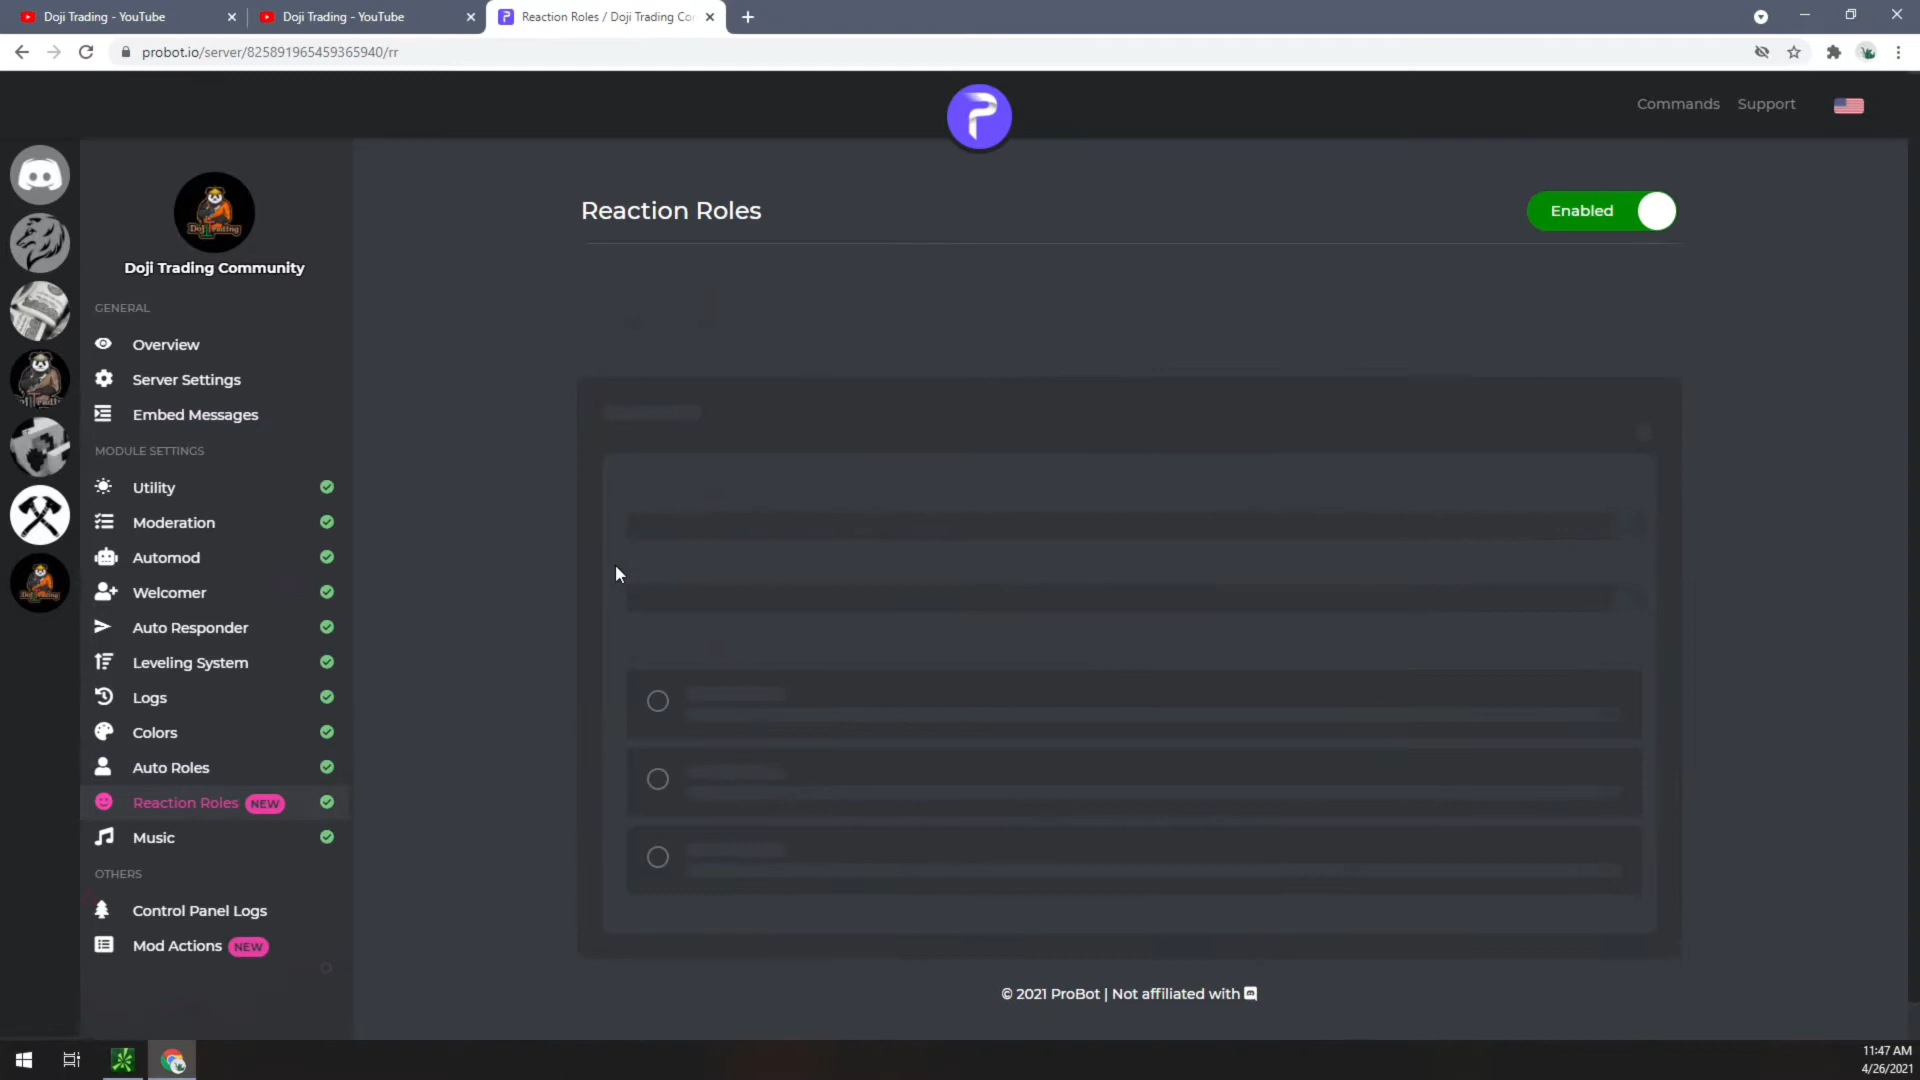 Doji Trading - YouTube
Doji Trading - YouTube
Reaction Roles / Doji Trading Co
probot.io/server/825891965459365940/rr
Commands
Support
Reaction Roles
Enabled
Doji Trading Community
GENERAL
Overview
Server Settings
Embed Messages
MODULE SETTINGS
Utility
Moderation
Automod
Welcomer
Auto Responder
Leveling System
Logs
Colors
Auto Roles
Reaction Roles NEW
Music
OTHERS
Control Panel Logs
Mod Actions NEW
© 2021 ProBot | Not affiliated with
11:47 AM
4/26/2021